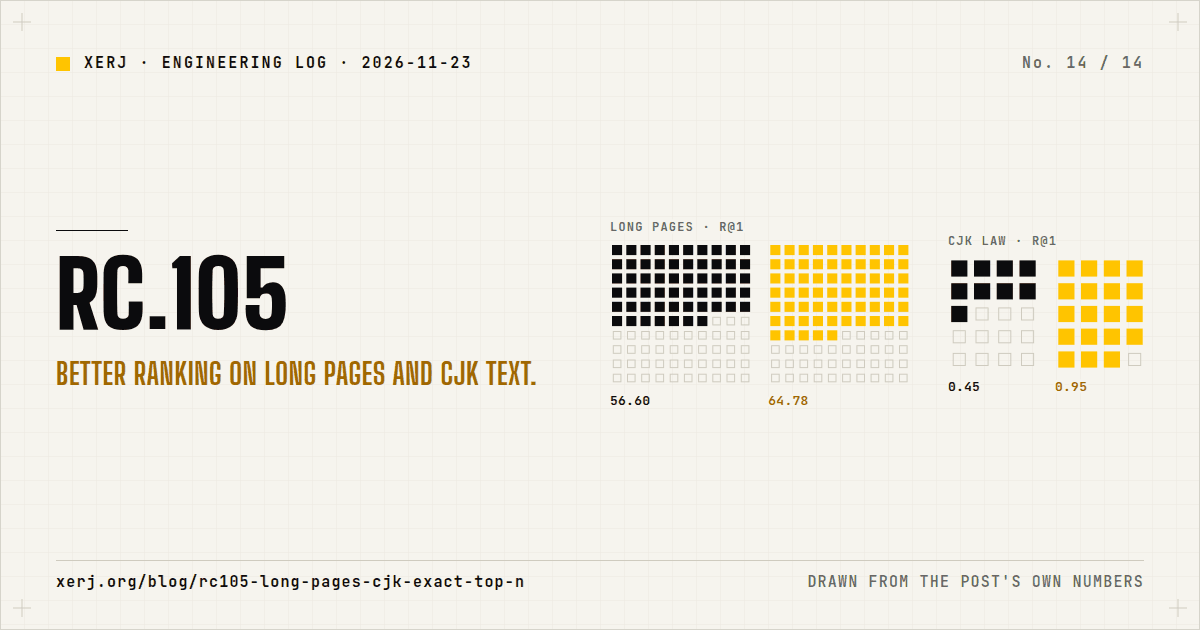 XERJ · ENGINEERING LOG · 2026-11-23
No. 14 / 14
RC.105
BETTER RANKING ON LONG PAGES AND CJK TEXT.
LONG PAGES · R@1
56.60
64.78
CJK LAW · R@1
0.45
0.95
xerj.org/blog/rc105-long-pages-cjk-exact-top-n
DRAWN FROM THE POST'S OWN NUMBERS